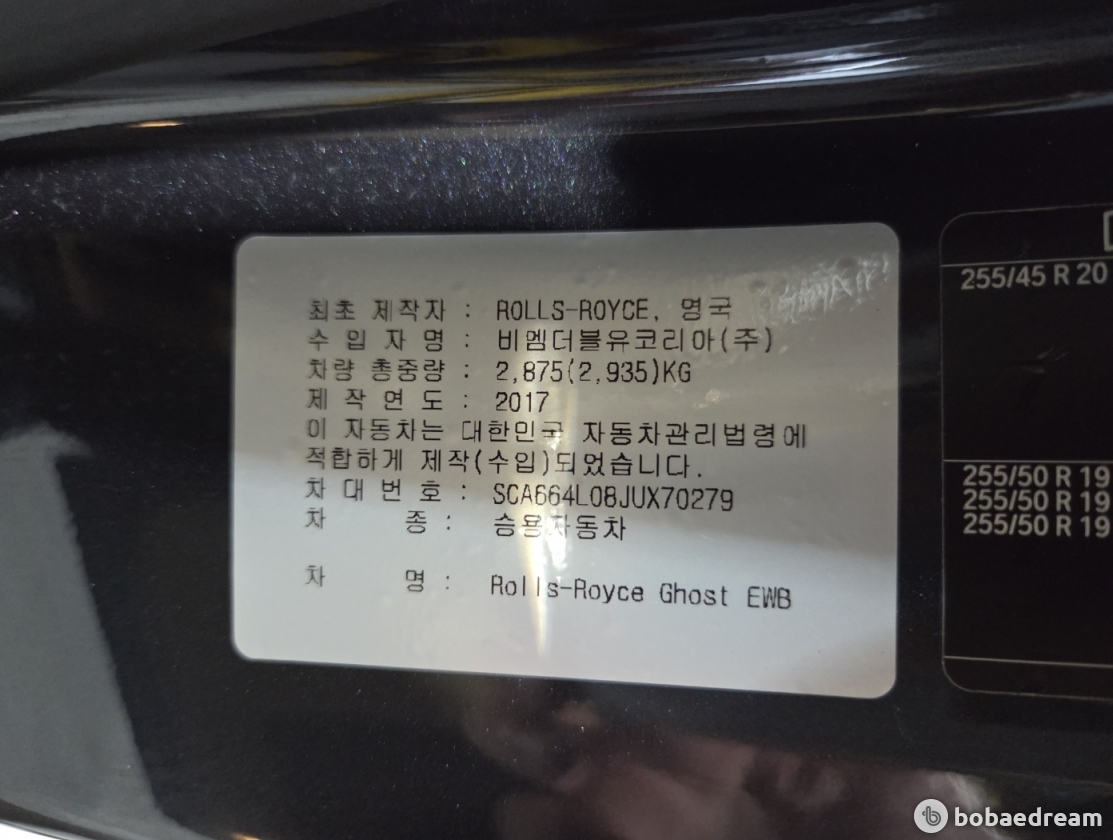 최초 제작자 : ROLLS-ROYCE, 영국
수 입 자 명 : 비엠더블유코리아(주)
차량 총중량 : 2,875(2,935)KG
제 작 연 도 : 2017
이 자동차는 대한민국 자동차관리법령에
적합하게 제작(수입)되었습니다.
차 대 번 호 : SCA664L08JUX70279
차 종 : 승용자동차
차 명 : Rolls-Royce Ghost EWB
255/45 R 20
255/50 R 19
255/50 R 19
255/50 R 19
bobaedream